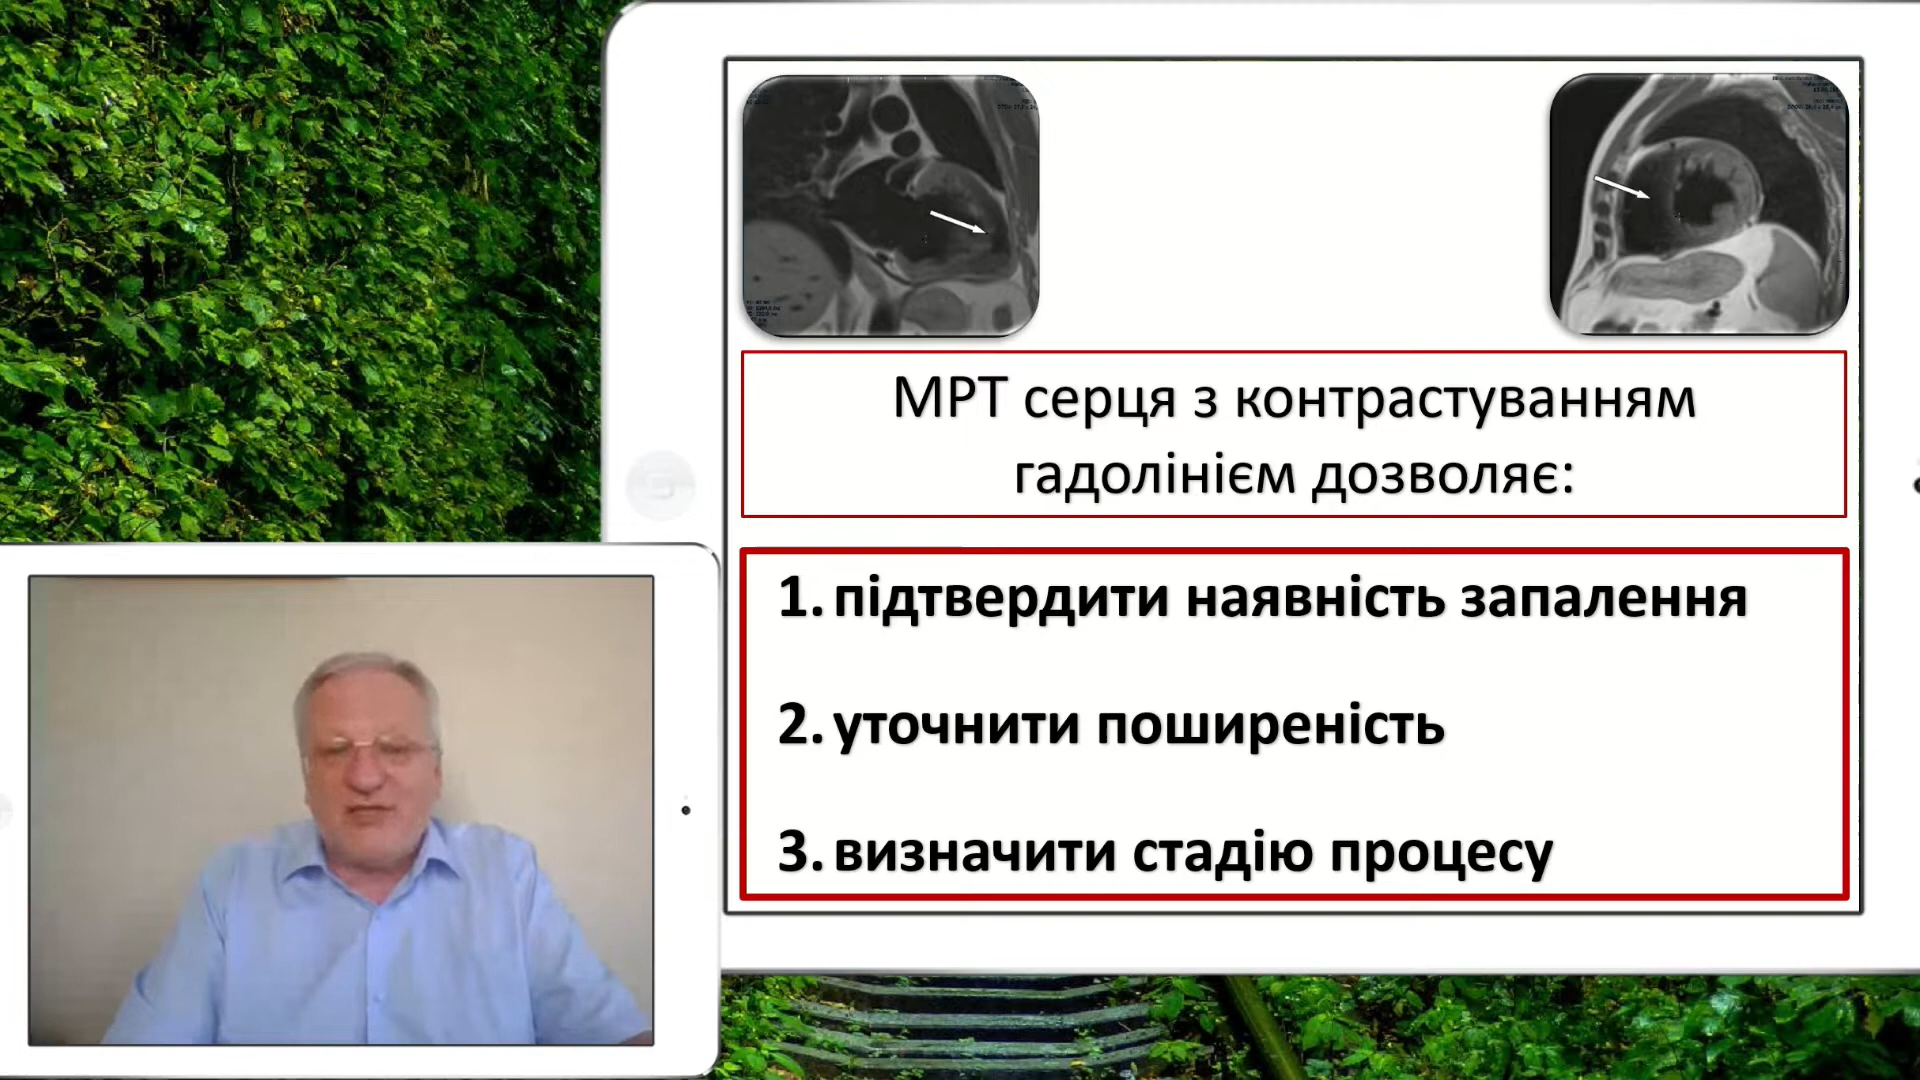 МРТ серця з контрастуванням
гадолінієм дозволяє:
1. підтвердити наявність запалення
2. уточнити поширеність
3. визначити стадію процесу